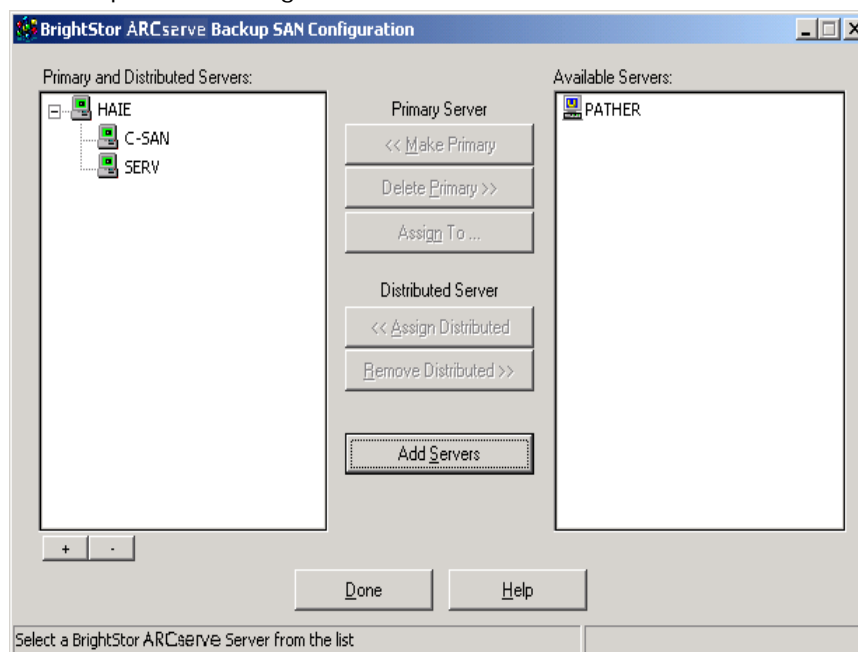 BrightStor ARCserve Backup SAN Configuration
Primary and Distributed Servers:
HAIE
C-SAN
SERV
Primary Server
<< Make Primary
Delete Primary >>
Assign To ...
Distributed Server
<< Assign Distributed
Remove Distributed >>
Add Servers
Available Servers:
PATHER
+ -
Done Help
Select a BrightStor ARCserve Server from the list